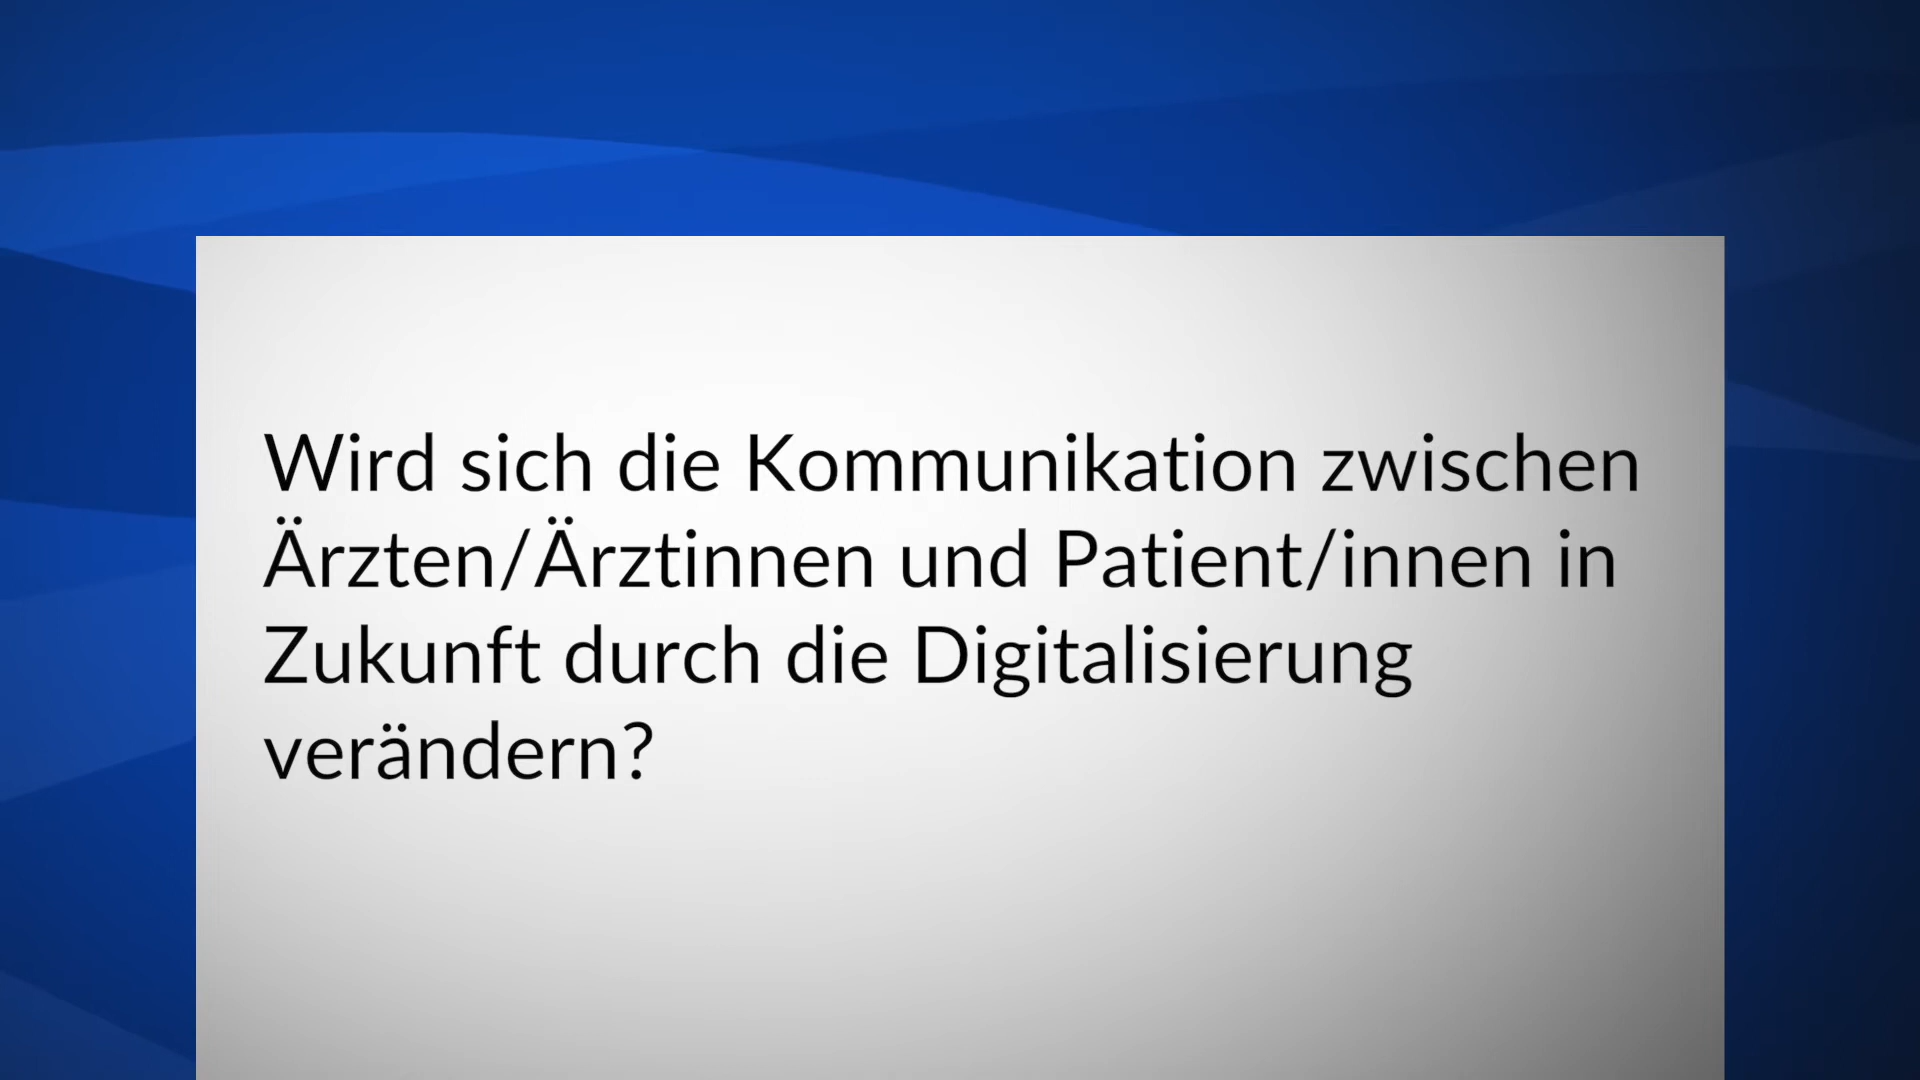 Wird sich die Kommunikation zwischen
Ärzten/Ärztinnen und Patient/innen in
Zukunft durch die Digitalisierung
verändern?